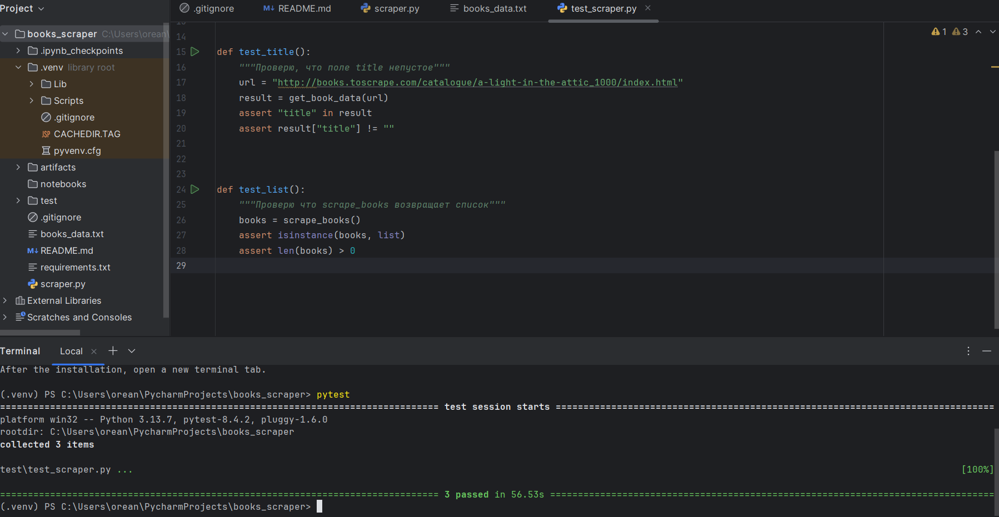 Project
.gitignore
README.md
scraper.py
books_data.txt
test_scraper.py
books_scraper C:\Users\orean\
.ipynb_checkpoints
.venv library root
Lib
Scripts
.gitignore
JSP CACHEDIR.TAG
pyvenv.cfg
artifacts
notebooks
test
.gitignore
books_data.txt
M↓ README.md
requirements.txt
scraper.py
External Libraries
Scratches and Consoles
1 3
14
15 def test_title():
16 """Проверю, что поле title непустое"""
17 url = "http://books.toscrape.com/catalogue/a-light-in-the-attic_1000/index.html"
18 result = get_book_data(url)
19 assert "title" in result
20 assert result["title"] != ""
21
22
23
24 def test_list():
25 """Проверю что scrape_books возвращает список"""
26 books = scrape_books()
27 assert isinstance(books, list)
28 assert len(books) > 0
29
Terminal Local
After the installation, open a new terminal tab.
(.venv) PS C:\Users\orean\PycharmProjects\books_scraper> pytest
=============================================================================== test session starts ===============================================================================
platform win32 -- Python 3.13.7, pytest-8.4.2, pluggy-1.6.0
rootdir: C:\Users\orean\PycharmProjects\books_scraper
collected 3 items
test\test_scraper.py ... [100%]
=============================================================================== 3 passed in 56.53s ================================================================================
(.venv) PS C:\Users\orean\PycharmProjects\books_scraper>